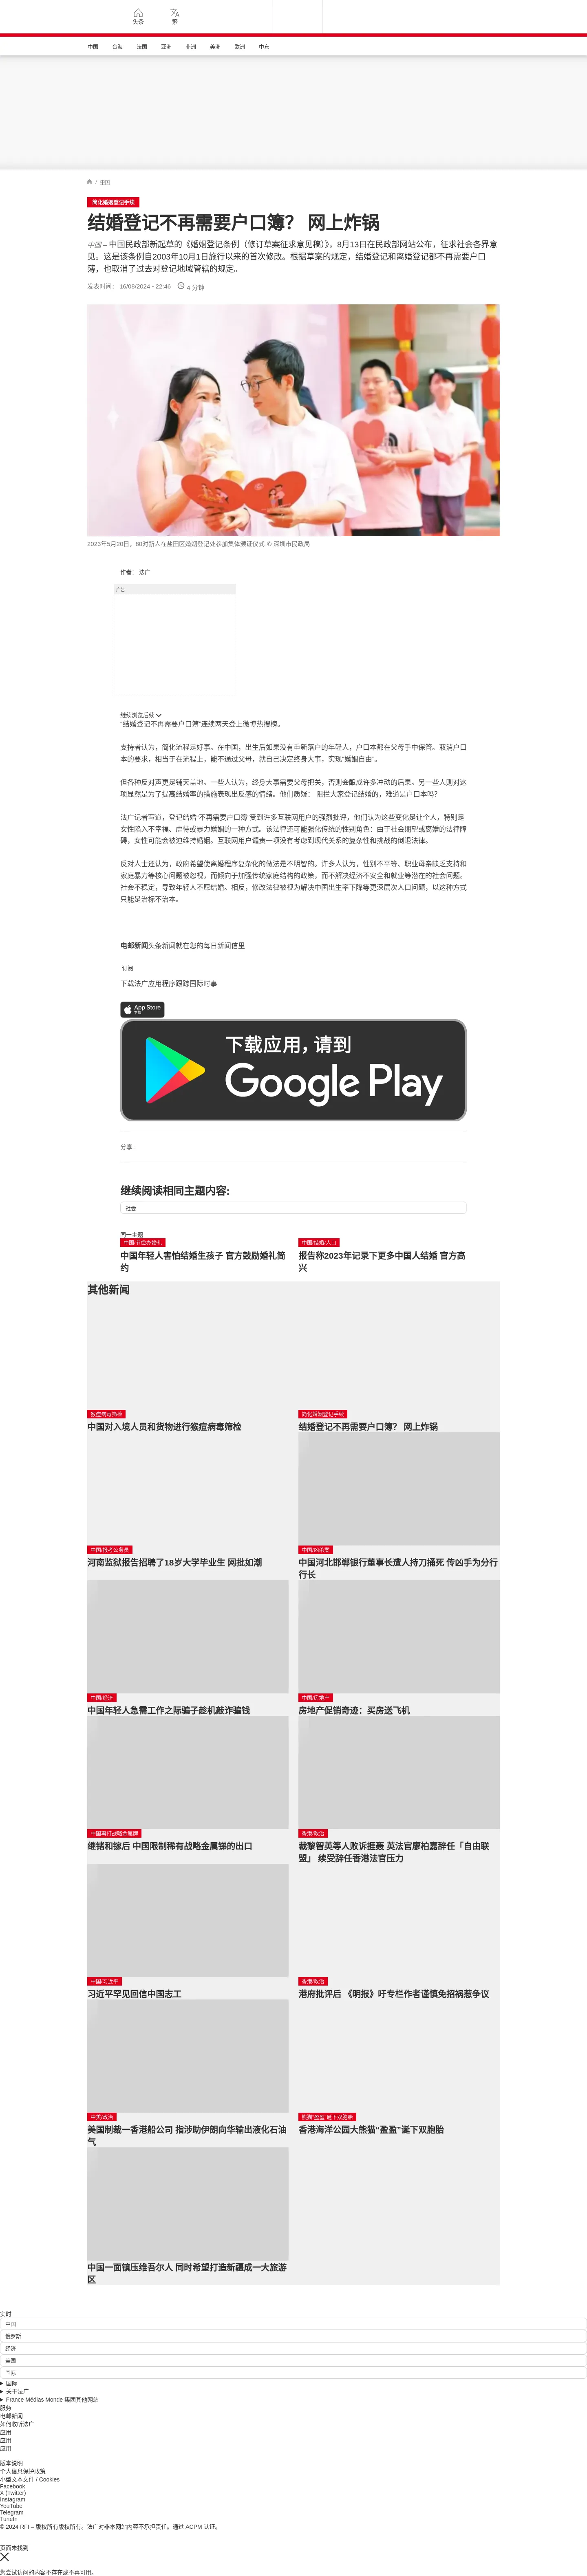 头条
繁
中国
台海
法国
亚洲
非洲
美洲
欧洲
中东
/ 中国
简化婚姻登记手续
结婚登记不再需要户口簿？ 网上炸锅
中国 – 中国民政部新起草的《婚姻登记条例（修订草案征求意见稿）》，8月13日在民政部网站公布，征求社会各界意
见。这是该条例自2003年10月1日施行以来的首次修改。根据草案的规定，结婚登记和离婚登记都不再需要户口
簿，也取消了过去对登记地域管辖的规定。
发表时间： 16/08/2024 - 22:46 4 分钟
2023年5月20日，80对新人在盐田区婚姻登记处参加集体颁证仪式 © 深圳市民政局
作者： 法广
广告
继续浏览后续
“结婚登记不再需要户口簿”连续两天登上微博热搜榜。
支持者认为，简化流程是好事。在中国，出生后如果没有重新落户的年轻人，户口本都在父母手中保管。取消户口
本的要求，相当于在流程上，能不通过父母，就自己决定终身大事，实现“婚姻自由”。
但各种反对声更是铺天盖地。一些人认为，终身大事需要父母把关，否则会酿成许多冲动的后果。另一些人则对这
项显然是为了提高结婚率的措施表现出反感的情绪。他们质疑： 阻拦大家登记结婚的，难道是户口本吗？
法广记者写道，登记结婚“不再需要户口簿”受到许多互联网用户的强烈批评，他们认为这些变化是让个人，特别是
女性陷入不幸福、虐待或暴力婚姻的一种方式。该法律还可能强化传统的性别角色：由于社会期望或离婚的法律障
碍，女性可能会被迫维持婚姻。互联网用户谴责一项没有考虑到现代关系的复杂性和挑战的倒退法律。
反对人士还认为，政府希望使离婚程序复杂化的做法是不明智的。许多人认为，性别不平等、职业母亲缺乏支持和
家庭暴力等核心问题被忽视，而倾向于加强传统家庭结构的政策，而不解决经济不安全和就业等潜在的社会问题。
社会不稳定，导致年轻人不愿结婚。相反，修改法律被视为解决中国出生率下降等更深层次人口问题，以这种方式
只能是治标不治本。
电邮新闻头条新闻就在您的每日新闻信里
订阅
下载法广应用程序跟踪国际时事
App Store
下载
下载应用，请到
Google Play
分享 :
继续阅读相同主题内容:
社会
同一主题
中国/节俭办婚礼
中国年轻人害怕结婚生孩子 官方鼓励婚礼简
约
中国/结婚/人口
报告称2023年记录下更多中国人结婚 官方高
兴
其他新闻
猴痘病毒筛检
中国对入境人员和货物进行猴痘病毒筛检
简化婚姻登记手续
结婚登记不再需要户口簿？ 网上炸锅
中国/报考公务员
河南监狱报告招聘了18岁大学毕业生 网批如潮
中国/凶杀案
中国河北邯郸银行董事长遭人持刀捅死 传凶手为分行
行长
中国/经济
中国年轻人急需工作之际骗子趁机敲诈骗钱
中国/房地产
房地产促销奇迹：买房送飞机
中国再打战略金属牌
继锗和镓后 中国限制稀有战略金属锑的出口
香港/政治
裁黎智英等人败诉捱轰 英法官廖柏嘉辞任「自由联
盟」 续受辞任香港法官压力
中国/习近平
习近平罕见回信中国志工
香港/政治
港府批评后 《明报》吁专栏作者谨慎免招祸惹争议
中美/政治
美国制裁一香港船公司 指涉助伊朗向华输出液化石油
气
熊猫“盈盈”诞下双胞胎
香港海洋公园大熊猫“盈盈”诞下双胞胎
中国一面镇压维吾尔人 同时希望打造新疆成一大旅游
区
实时
中国
俄罗斯
经济
美国
国际
国际
关于法广
France Médias Monde 集团其他网站
服务
电邮新闻
如何收听法广
应用
应用
应用
版本说明
个人信息保护政策
小型文本文件 / Cookies
Facebook
X (Twitter)
Instagram
YouTube
Telegram
TuneIn
© 2024 RFI – 版权所有版权所有。法广对非本网站内容不承担责任。通过 ACPM 认证。
页面未找到
您尝试访问的内容不存在或不再可用。